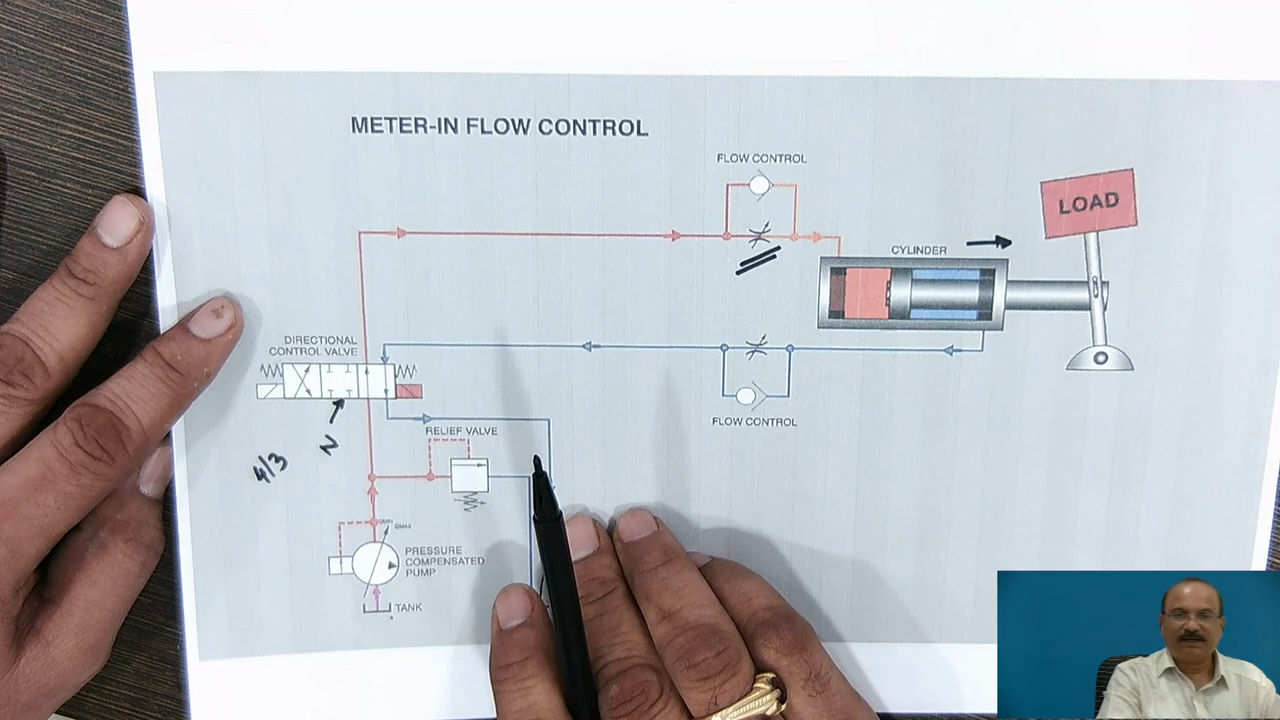 METER-IN FLOW CONTROL
FLOW CONTROL
LOAD
CYLINDER
DIRECTIONAL
CONTROL VALVE
N
4/3
RELIEF VALVE
FLOW CONTROL
QMAX
PRESSURE
COMPENSATED
PUMP
TANK